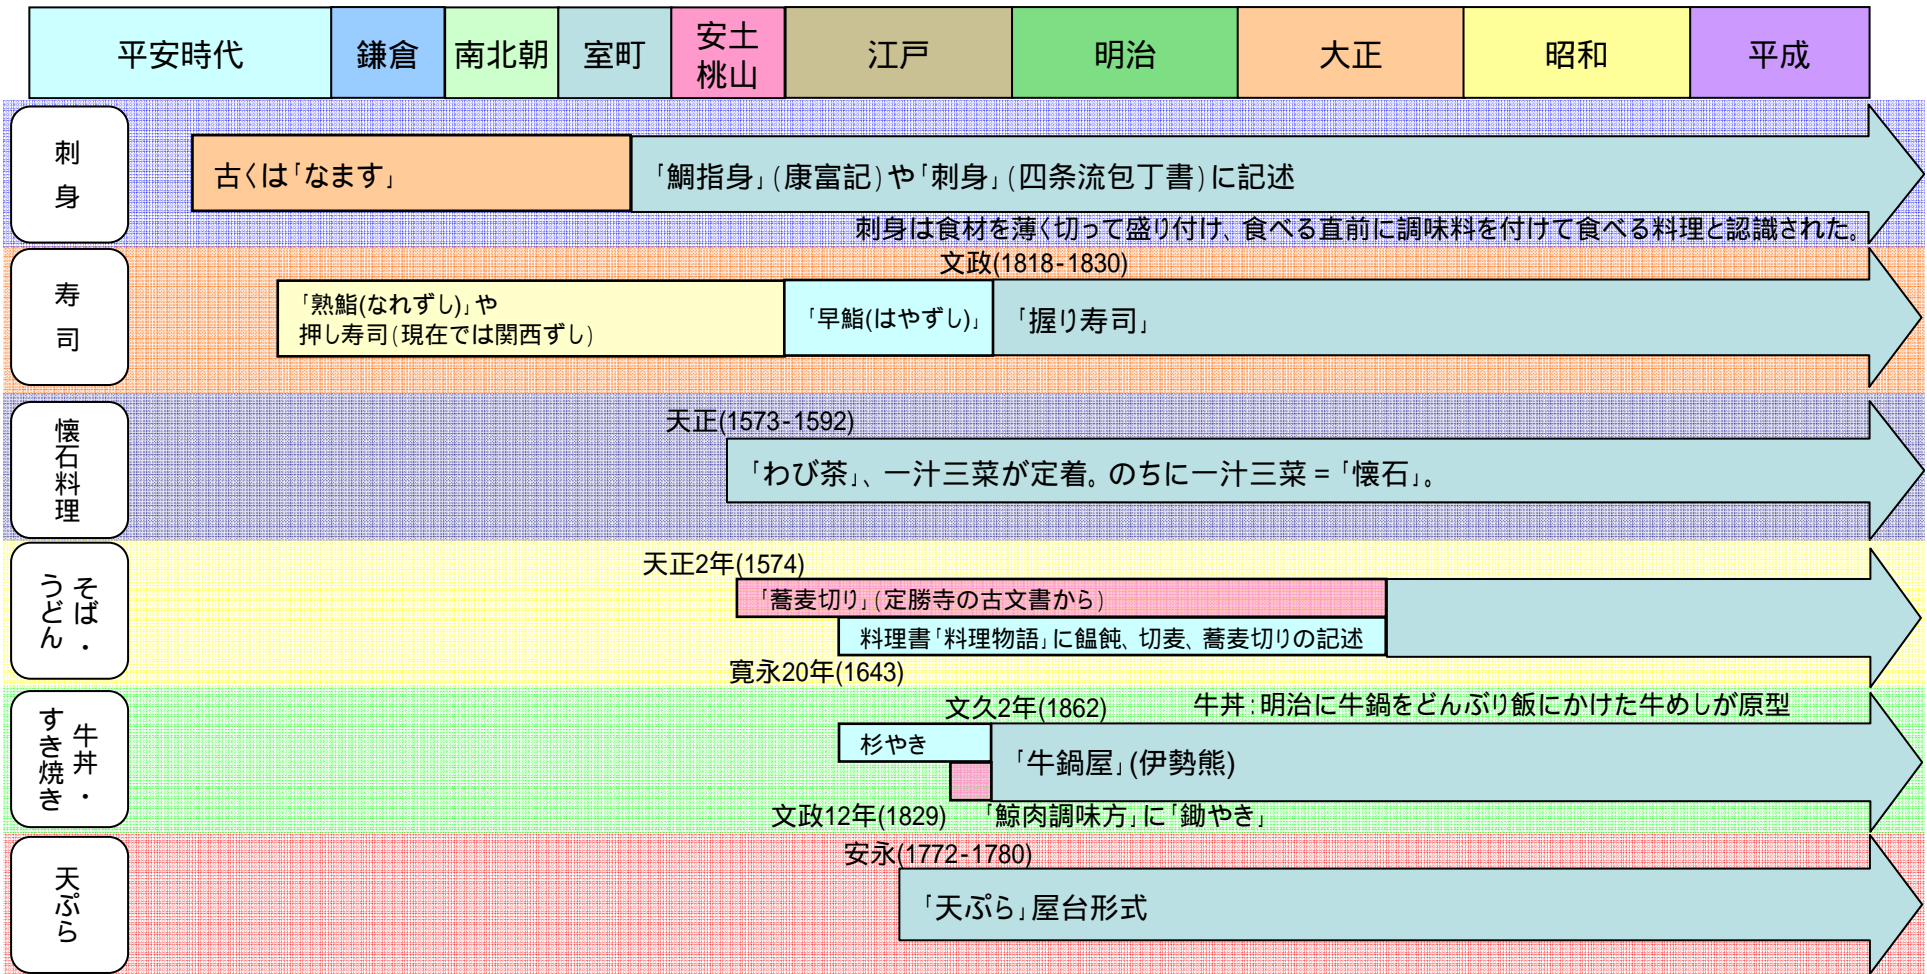 平安時代
鎌倉
南北朝
室町
安土
桃山
江戸
明治
大正
昭和
平成
刺身
古くは「なます」
「鯛指身」(康富記)や「刺身」(四条流包丁書)に記述
刺身は食材を薄く切って盛り付け、食べる直前に調味料を付けて食べる料理と認識された。
寿司
文政(1818-1830)
「熟鮨(なれずし)」や
押し寿司(現在では関西ずし)
「早鮨(はやずし)」
「握り寿司」
懐石料理
天正(1573-1592)
「わび茶」、一汁三菜が定着。のちに一汁三菜=「懐石」。
そば・
うどん
天正2年(1574)
「蕎麦切り」(定勝寺の古文書から)
料理書「料理物語」に饂飩、切麦、蕎麦切りの記述
寛永20年(1643)
牛丼・
すき焼き
文久2年(1862)
牛丼:明治に牛鍋をどんぶり飯にかけた牛めしが原型
杉やき
「牛鍋屋」(伊勢熊)
文政12年(1829)
「鯨肉調味方」に「鋤やき」
天ぷら
安永(1772-1780)
「天ぷら」屋台形式